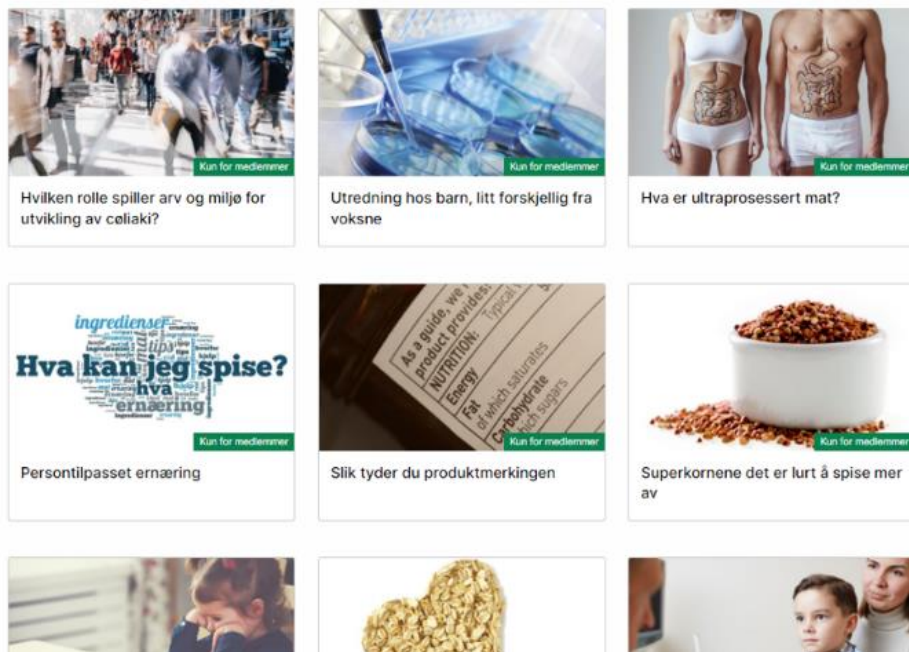 Kun for medlemmer
Hvilken rolle spiller arv og miljø for
utvikling av cøliaki?
Kun for medlemmer
Utredning hos barn, litt forskjellig fra
voksne
Kun for medlemmer
Hva er ultraprosessert mat?
ingredienser
ernæring
mat
tips
Hva kan jeg spise?
hva
ernæring
Kun for medlemmer
Persontilpasset ernæring
As a guide, we
product provides
NUTRITION: Typical
Energy
Fat
of which saturates
Carbohydrate
which sugars
Kun for medlemmer
Slik tyder du produktmerkingen
Kun for medlemmer
Superkornene det er lurt å spise mer
av